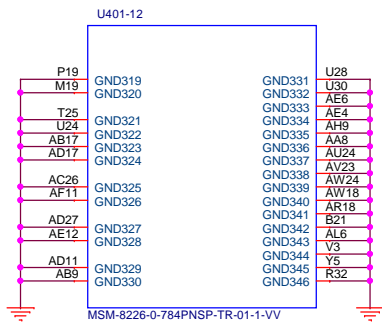 U401-12
P19 GND319 GND331 U28
M19 GND320 GND332 U30
GND333 AE6
T25 GND321 GND334 AE4
U24 GND322 GND335 AH9
AB17 GND323 GND336 AA8
AD17 GND324 GND337 AU24
GND338 AV23
AC26 GND325 GND339 AW24
AF11 GND326 GND340 AW18
GND341 AR18
AD27 GND327 GND342 B21
AE12 GND328 GND343 AL6
GND344 V3
AD11 GND329 GND345 Y5
AB9 GND330 GND346 R32
MSM-8226-0-784PNSP-TR-01-1-VV